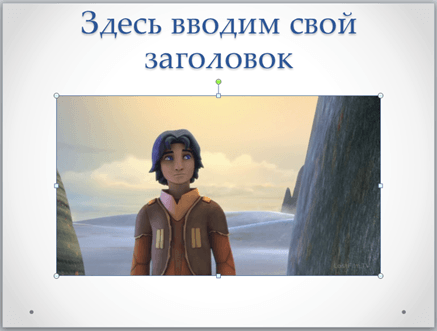 Здесь вводим свой
заголовок